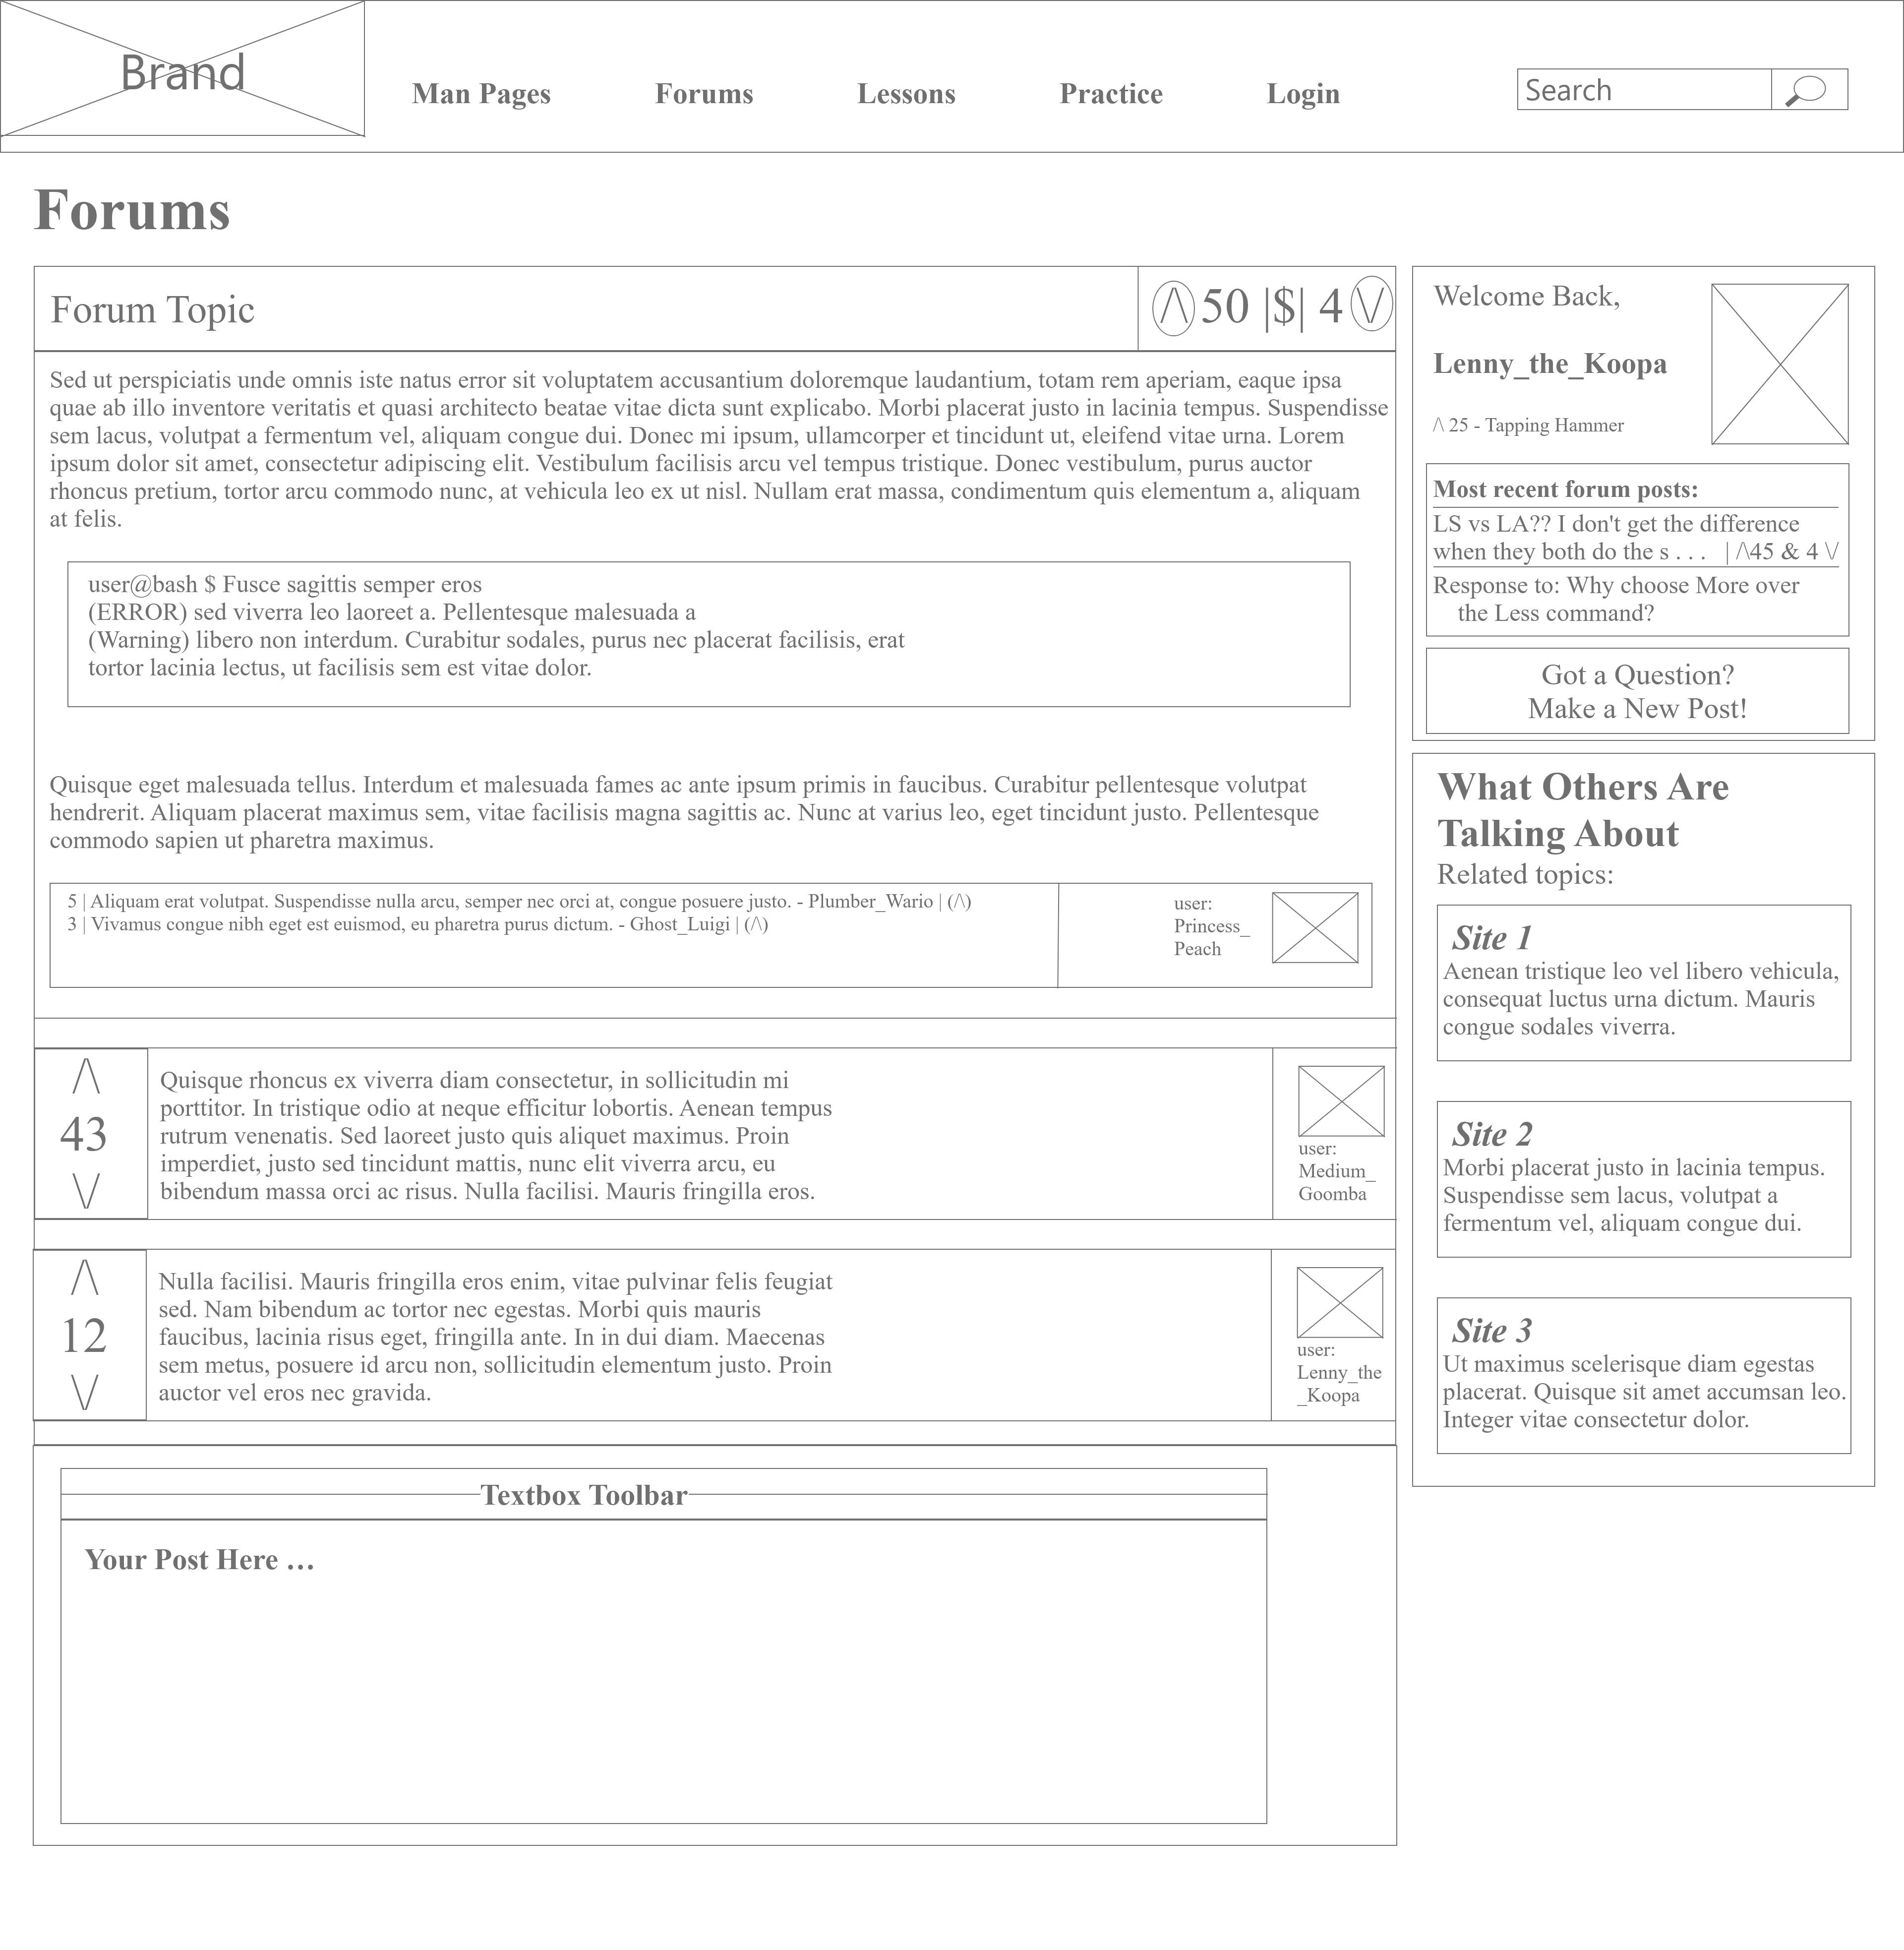 Brand
Man Pages
Forums
Lessons
Practice
Login
Search
Forums
Forum Topic
/\ 50 |$| 4 \/
Sed ut perspiciatis unde omnis iste natus error sit voluptatem accusantium doloremque laudantium, totam rem aperiam, eaque ipsa
quae ab illo inventore veritatis et quasi architecto beatae vitae dicta sunt explicabo. Morbi placerat justo in lacinia tempus. Suspendisse
sem lacus, volutpat a fermentum vel, aliquam congue dui. Donec mi ipsum, ullamcorper et tincidunt ut, eleifend vitae urna. Lorem
ipsum dolor sit amet, consectetur adipiscing elit. Vestibulum facilisis arcu vel tempus tristique. Donec vestibulum, purus auctor
rhoncus pretium, tortor arcu commodo nunc, at vehicula leo ex ut nisl. Nullam erat massa, condimentum quis elementum a, aliquam
at felis.
user@bash $ Fusce sagittis semper eros
(ERROR) sed viverra leo laoreet a. Pellentesque malesuada a
(Warning) libero non interdum. Curabitur sodales, purus nec placerat facilisis, erat
tortor lacinia lectus, ut facilisis sem est vitae dolor.
Quisque eget malesuada tellus. Interdum et malesuada fames ac ante ipsum primis in faucibus. Curabitur pellentesque volutpat
hendrerit. Aliquam placerat maximus sem, vitae facilisis magna sagittis ac. Nunc at varius leo, eget tincidunt justo. Pellentesque
commodo sapien ut pharetra maximus.
5 | Aliquam erat volutpat. Suspendisse nulla arcu, semper nec orci at, congue posuere justo. - Plumber_Wario | (/\)
3 | Vivamus congue nibh eget est euismod, eu pharetra purus dictum. - Ghost_Luigi | (/\)
user:
Princess_
Peach
/\
43
\/
Quisque rhoncus ex viverra diam consectetur, in sollicitudin mi
porttitor. In tristique odio at neque efficitur lobortis. Aenean tempus
rutrum venenatis. Sed laoreet justo quis aliquet maximus. Proin
imperdiet, justo sed tincidunt mattis, nunc elit viverra arcu, eu
bibendum massa orci ac risus. Nulla facilisi. Mauris fringilla eros.
user:
Medium_
Goomba
/\
12
\/
Nulla facilisi. Mauris fringilla eros enim, vitae pulvinar felis feugiat
sed. Nam bibendum ac tortor nec egestas. Morbi quis mauris
faucibus, lacinia risus eget, fringilla ante. In in dui diam. Maecenas
sem metus, posuere id arcu non, sollicitudin elementum justo. Proin
auctor vel eros nec gravida.
user:
Lenny_the
_Koopa
Textbox Toolbar
Your Post Here …
Welcome Back,
Lenny_the_Koopa
/\ 25 - Tapping Hammer
Most recent forum posts:
LS vs LA?? I don't get the difference
when they both do the s . . . | /\45 & 4 \/
Response to: Why choose More over
the Less command?
Got a Question?
Make a New Post!
What Others Are
Talking About
Related topics:
Site 1
Aenean tristique leo vel libero vehicula,
consequat luctus urna dictum. Mauris
congue sodales viverra.
Site 2
Morbi placerat justo in lacinia tempus.
Suspendisse sem lacus, volutpat a
fermentum vel, aliquam congue dui.
Site 3
Ut maximus scelerisque diam egestas
placerat. Quisque sit amet accumsan leo.
Integer vitae consectetur dolor.